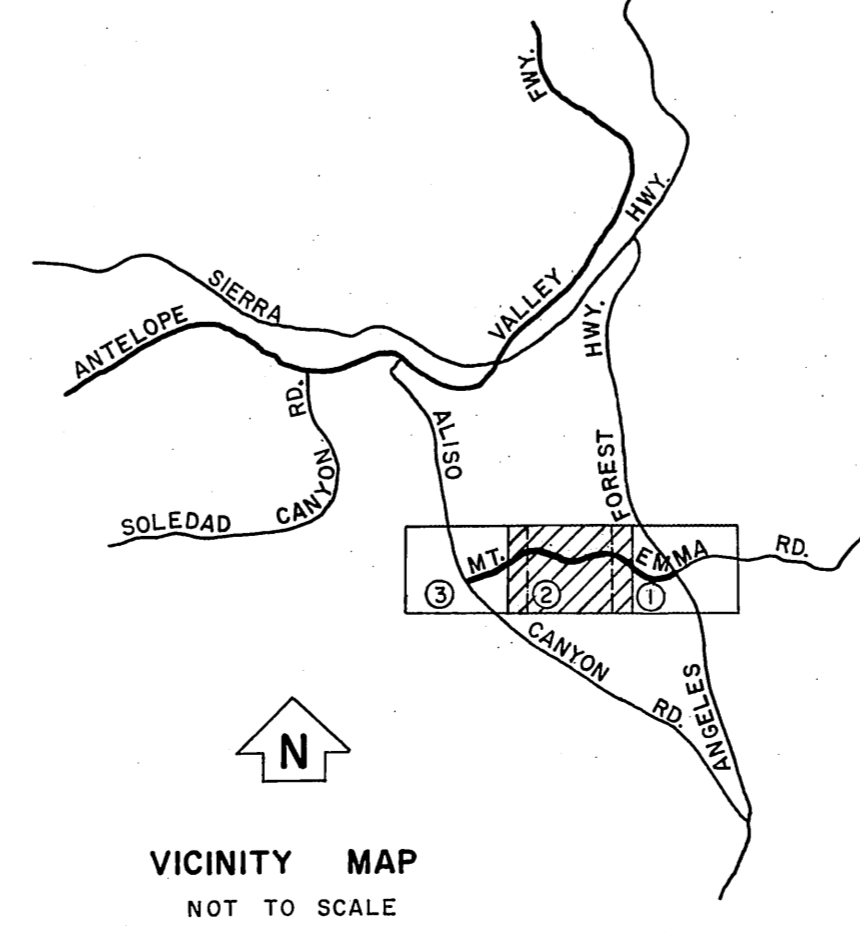 FWY.
HWY.
SIERRA
VALLEY
ANTELOPE
HWY.
RD.
ALISO
CANYON
FOREST
SOLEDAD
MT.
EMMA
RD.
3
2
1
CANYON
RD.
ANGELES
N
VICINITY MAP
NOT TO SCALE